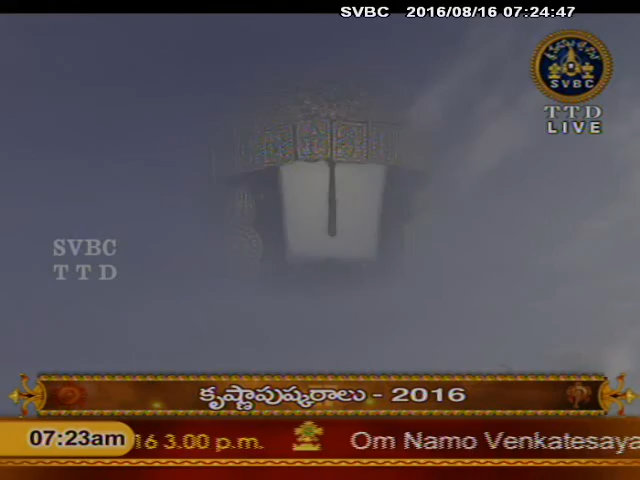 SVBC 2016/08/16 07:24:47
SVBC
TTD
LIVE
SVBC
TTD
కృష్ణాపుష్కరాలు - 2016
07:23am 16 3.00 p.m. Om Namo Venkatesaya